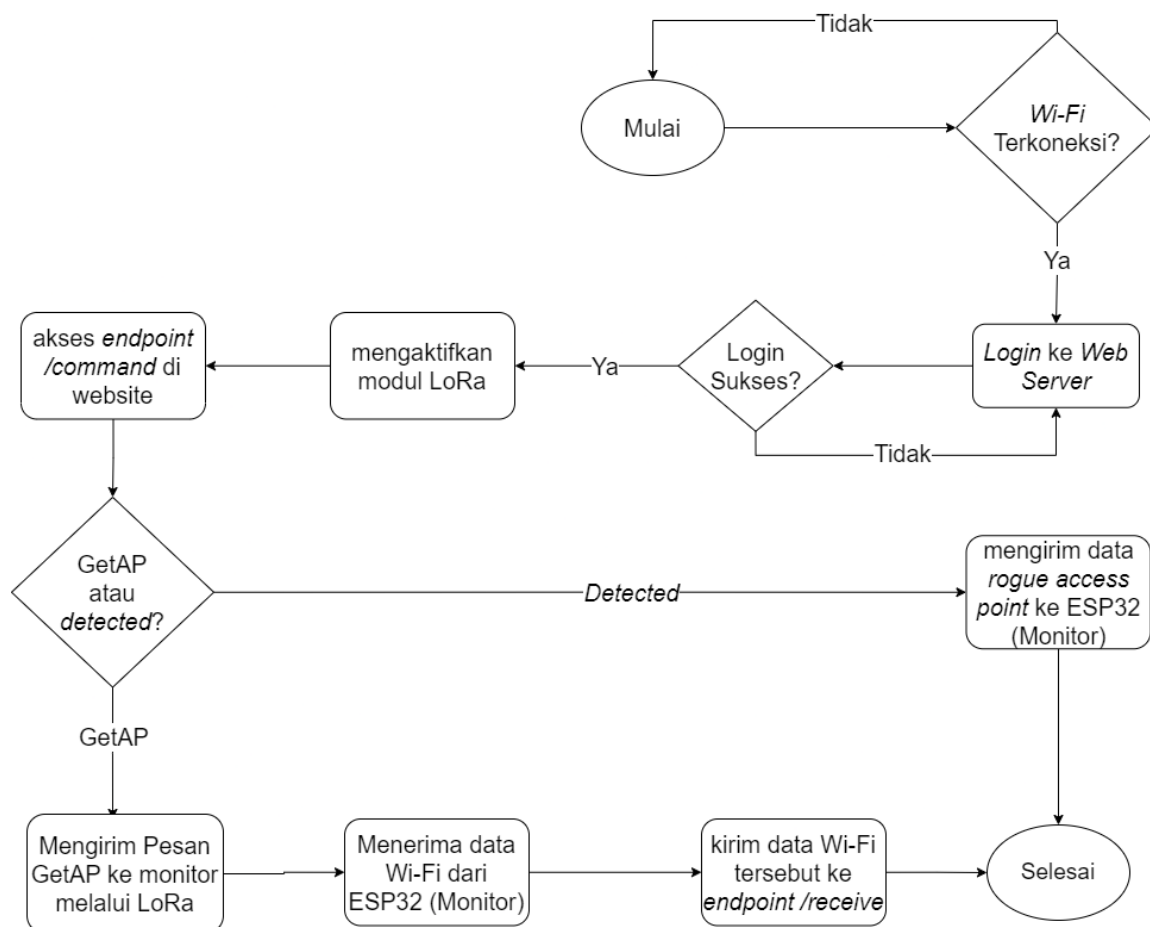 Tidak
Mulai
Wi-Fi
Terkoneksi?
Ya
Login ke Web
Server
Login
Sukses?
Tidak
Ya
mengaktifkan
modul LoRa
akses endpoint
/command di
website
GetAP
atau
detected?
Detected
mengirim data
rogue access
point ke ESP32
(Monitor)
GetAP
Mengirim Pesan
GetAP ke monitor
melalui LoRa
Menerima data
Wi-Fi dari
ESP32 (Monitor)
kirim data Wi-Fi
tersebut ke
endpoint /receive
Selesai